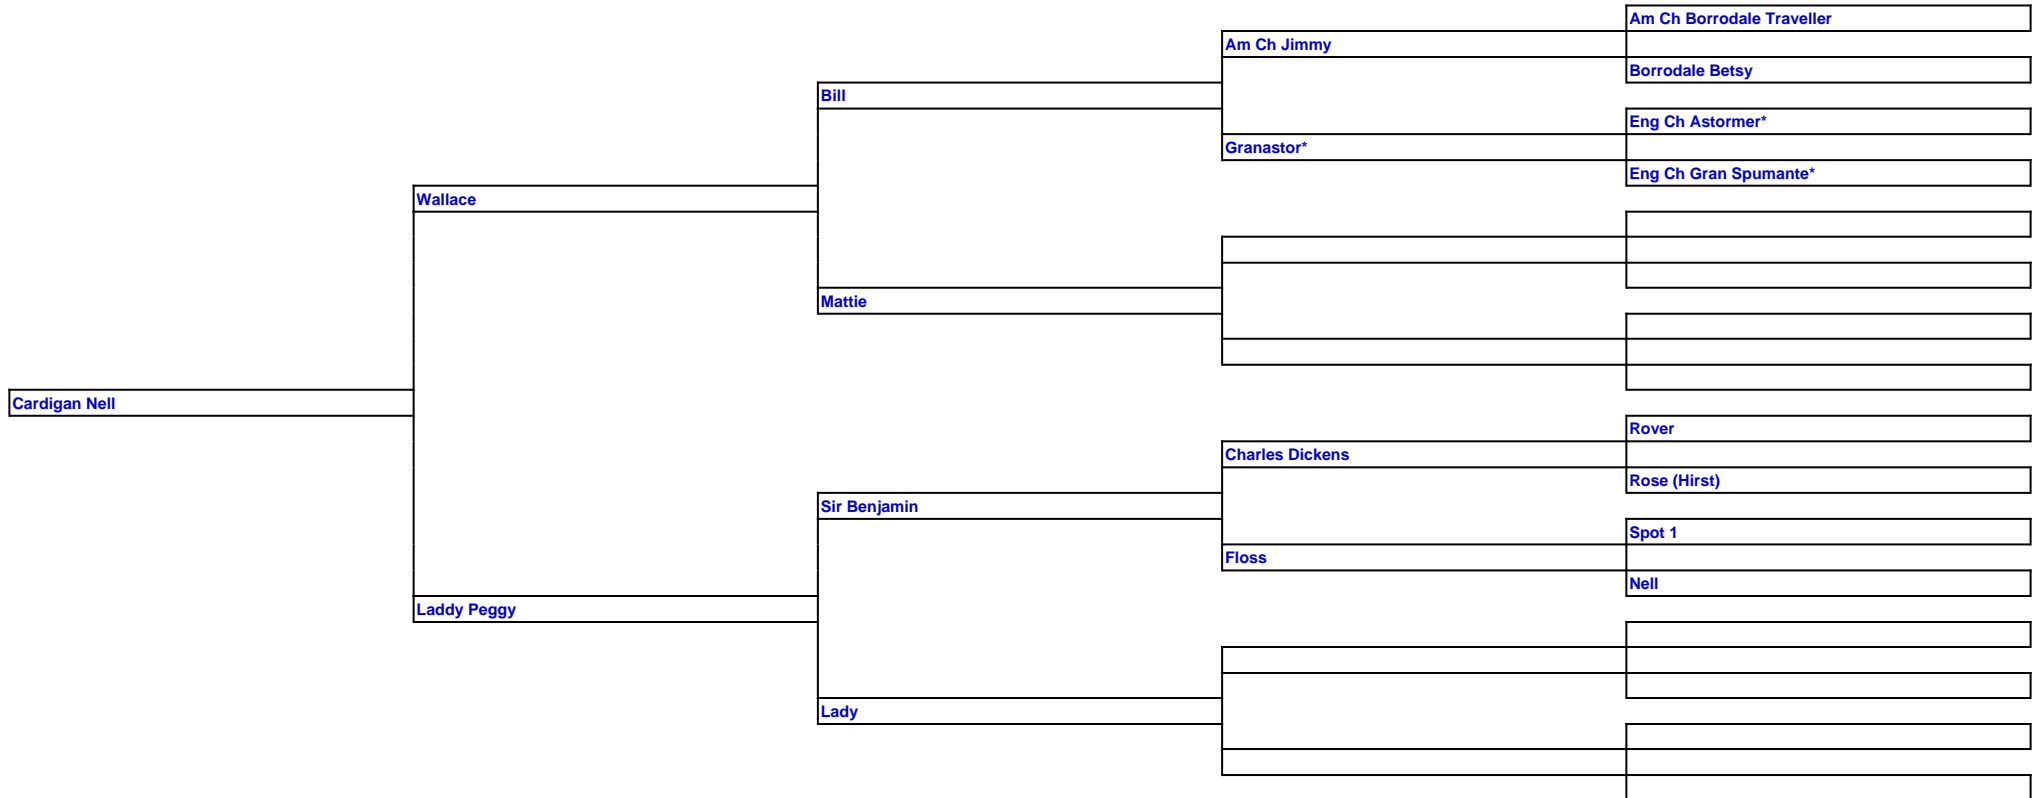 Am Ch Borrodale Traveller
Am Ch Jimmy
Borrodale Betsy
Bill
Eng Ch Astormer*
Granastor*
Eng Ch Gran Spumante*
Wallace
Mattie
Cardigan Nell
Rover
Charles Dickens
Rose (Hirst)
Sir Benjamin
Spot 1
Floss
Nell
Laddy Peggy
Lady